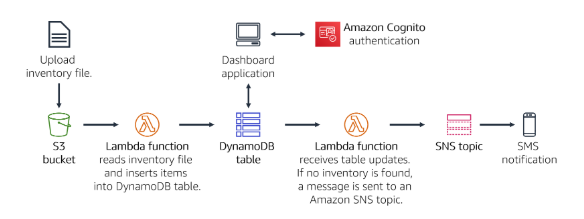 Upload
inventory file.
Dashboard
application
Amazon Cognito
authentication
S3
bucket
Lambda function
reads inventory file
and inserts items
into DynamoDB table.
DynamoDB
table
Lambda function
receives table updates.
If no inventory is found,
a message is sent to an
Amazon SNS topic.
SNS topic
SMS
notification